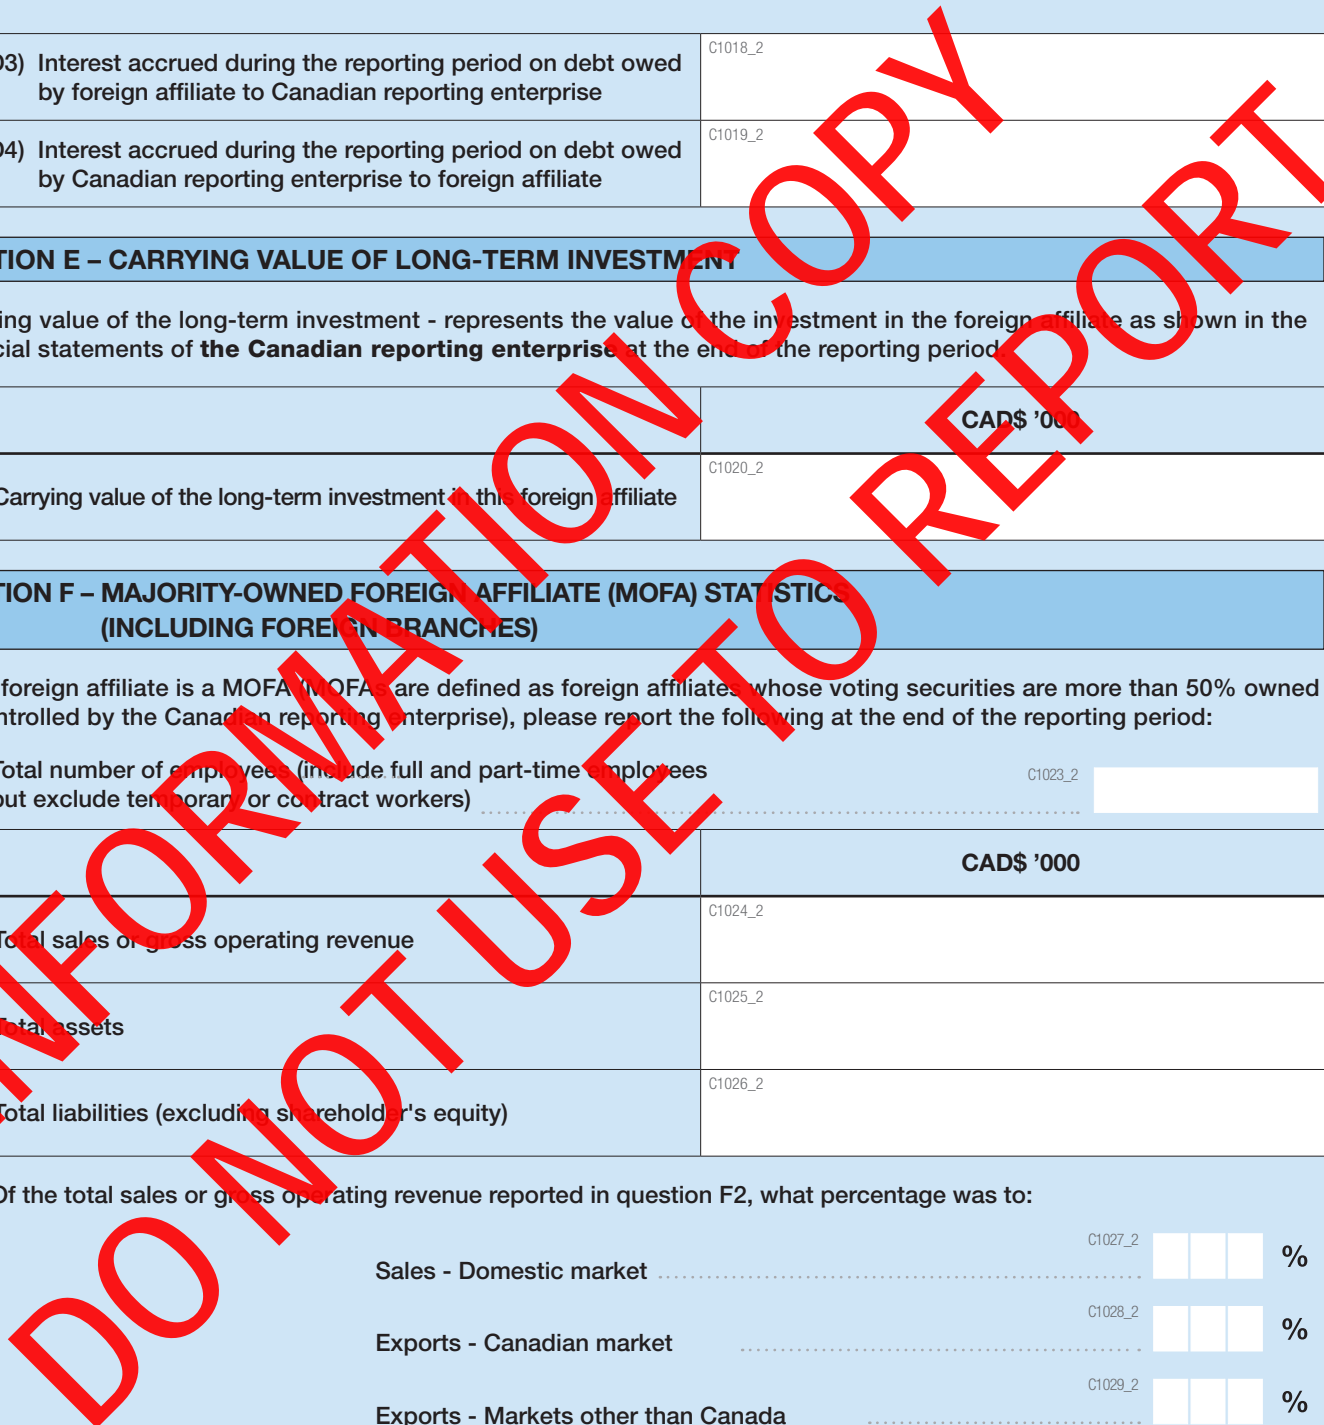 D3) Interest accrued during the reporting period on debt owed
by foreign affiliate to Canadian reporting enterprise
C1018_2
D4) Interest accrued during the reporting period on debt owed
by Canadian reporting enterprise to foreign affiliate
C1019_2
TION E – CARRYING VALUE OF LONG-TERM INVESTMENT
ing value of the long-term investment - represents the value of the investment in the foreign affiliate as shown in the
cial statements of the Canadian reporting enterprise at the end of the reporting period.
CAD$ ’000
Carrying value of the long-term investment in this foreign affiliate
C1020_2
TION F – MAJORITY-OWNED FOREIGN AFFILIATE (MOFA) STATISTICS
(INCLUDING FOREIGN BRANCHES)
foreign affiliate is a MOFA (MOFAs are defined as foreign affiliates whose voting securities are more than 50% owned
ntrolled by the Canadian reporting enterprise), please report the following at the end of the reporting period:
Total number of employees (include full and part-time employees
but exclude temporary or contract workers)
C1023_2
CAD$ ’000
Total sales or gross operating revenue
C1024_2
Total assets
C1025_2
Total liabilities (excluding shareholder's equity)
C1026_2
Of the total sales or gross operating revenue reported in question F2, what percentage was to:
Sales - Domestic market C1027_2 %
Exports - Canadian market C1028_2 %
Exports - Markets other than Canada C1029_2 %
INFORMATION COPY
DO NOT USE TO REPORT